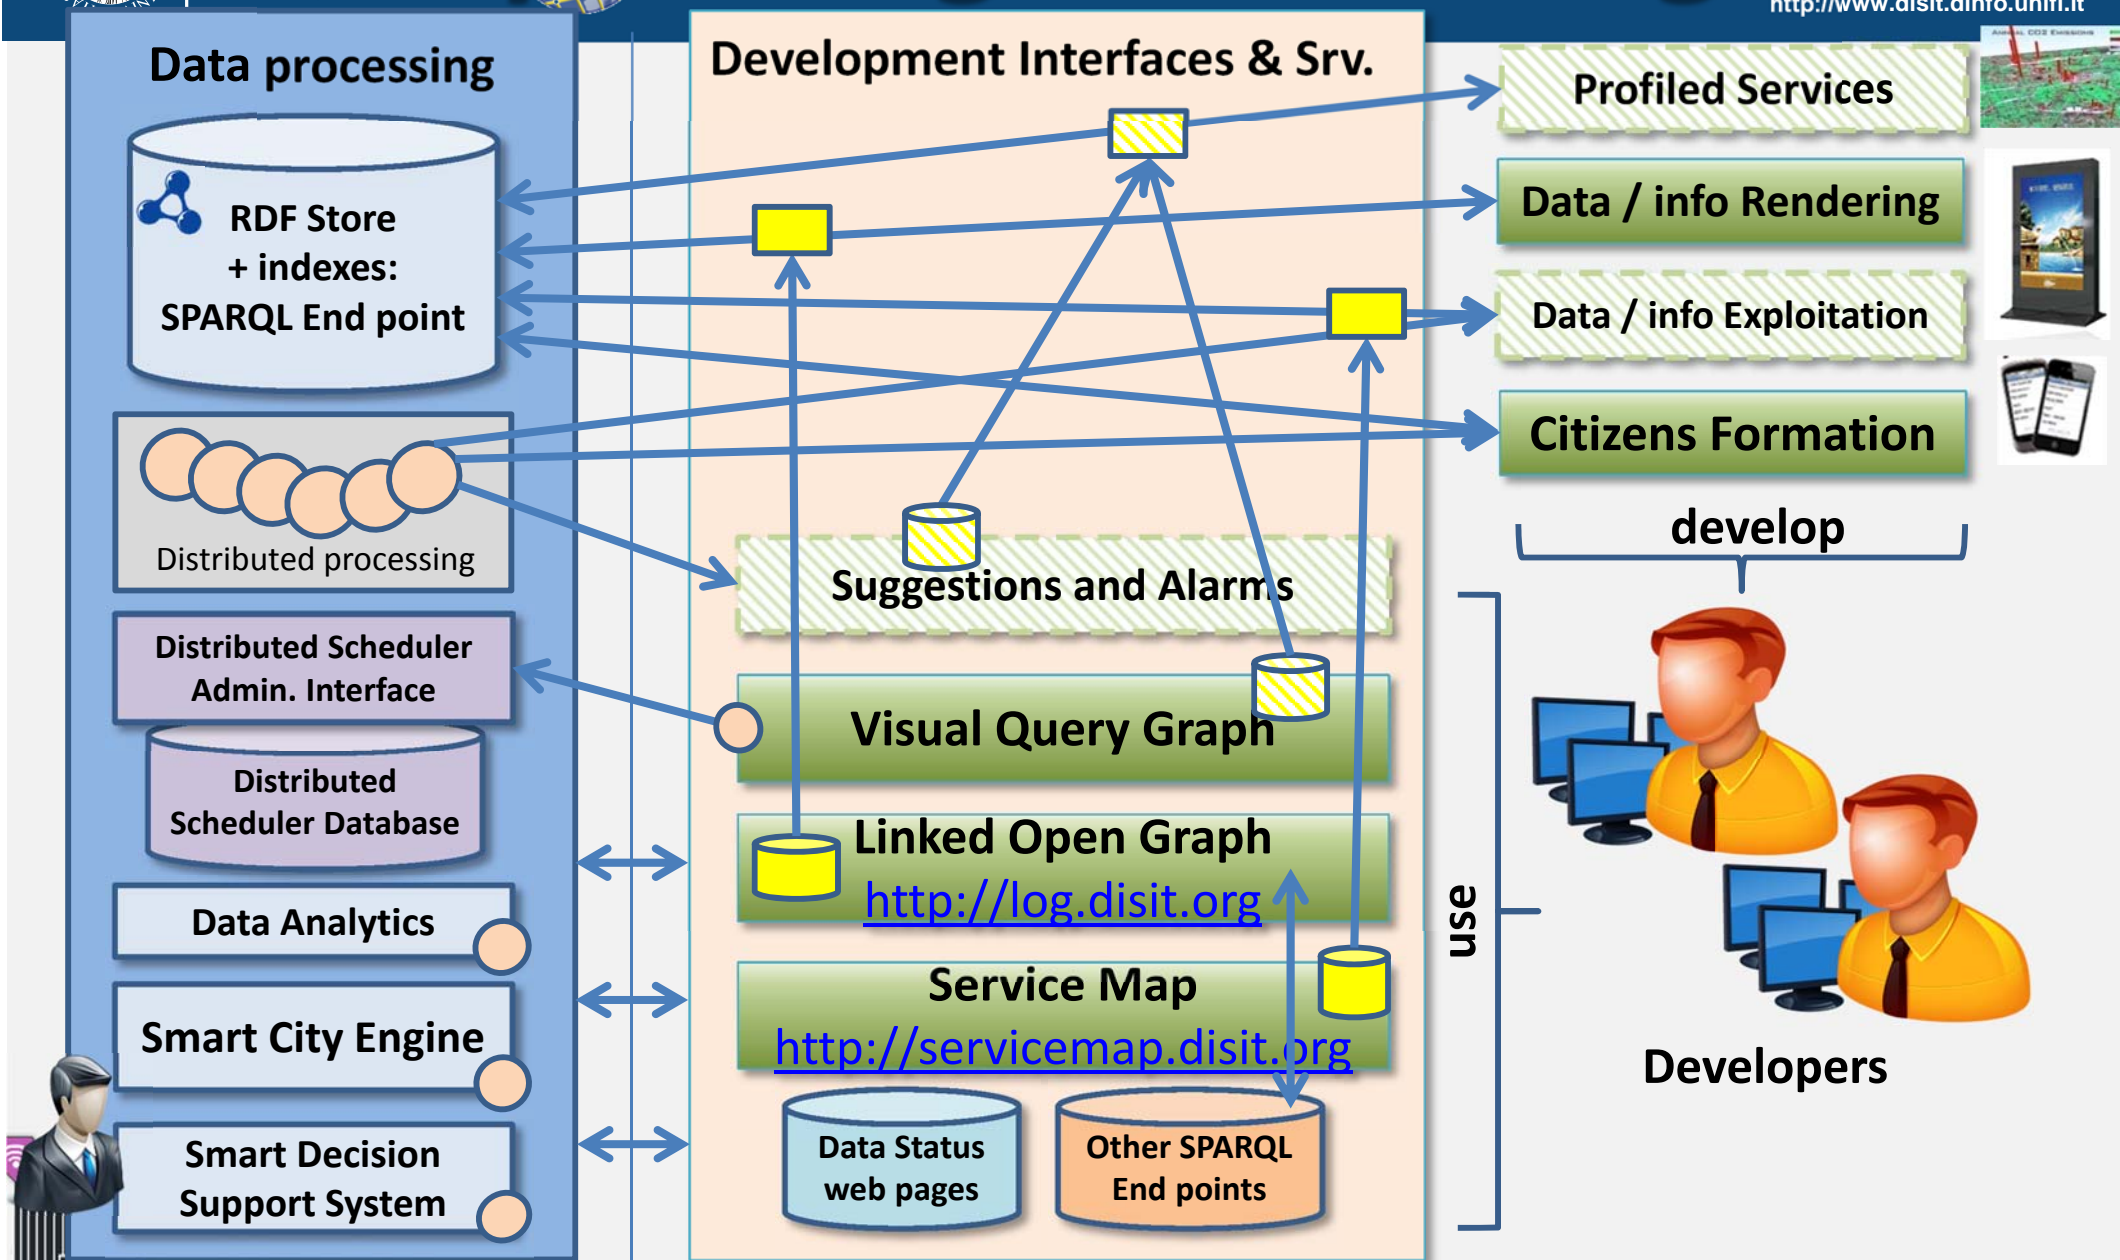 http://www.disit.dinfo.unifi.it
Data processing
RDF Store
+ indexes:
SPARQL End point
Distributed processing
Distributed Scheduler
Admin. Interface
Distributed
Scheduler Database
Data Analytics
Smart City Engine
Smart Decision
Support System
Development Interfaces & Srv.
Suggestions and Alarms
Visual Query Graph
Linked Open Graph
http://log.disit.org
Service Map
http://servicemap.disit.org
Data Status
web pages
Other SPARQL
End points
Profiled Services
Data / info Rendering
Data / info Exploitation
Citizens Formation
develop
use
Developers
ANNUAL CO2 EMISSIONS